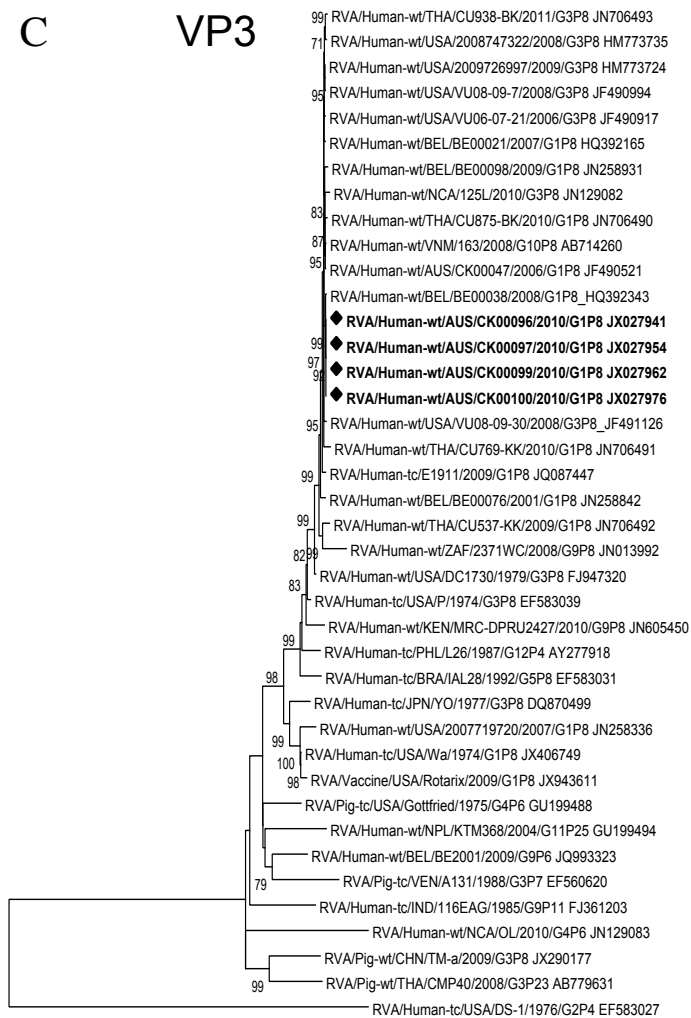 C VP3
99 RVA/Human-wt/THA/CU938-BK/2011/G3P8 JN706493
71 RVA/Human-wt/USA/2008747322/2008/G3P8 HM773735
RVA/Human-wt/USA/2009726997/2009/G3P8 HM773724
95 RVA/Human-wt/USA/VU08-09-7/2008/G3P8 JF490994
RVA/Human-wt/USA/VU06-07-21/2006/G3P8 JF490917
RVA/Human-wt/BEL/BE00021/2007/G1P8 HQ392165
RVA/Human-wt/BEL/BE00098/2009/G1P8 JN258931
RVA/Human-wt/NCA/125L/2010/G3P8 JN129082
83 RVA/Human-wt/THA/CU875-BK/2010/G1P8 JN706490
87 RVA/Human-wt/VNM/163/2008/G10P8 AB714260
95 RVA/Human-wt/AUS/CK00047/2006/G1P8 JF490521
RVA/Human-wt/BEL/BE00038/2008/G1P8_HQ392343
RVA/Human-wt/AUS/CK00096/2010/G1P8 JX027941
99 RVA/Human-wt/AUS/CK00097/2010/G1P8 JX027954
97 RVA/Human-wt/AUS/CK00099/2010/G1P8 JX027962
RVA/Human-wt/AUS/CK00100/2010/G1P8 JX027976
95 RVA/Human-wt/USA/VU08-09-30/2008/G3P8_JF491126
RVA/Human-wt/THA/CU769-KK/2010/G1P8 JN706491
99 RVA/Human-tc/E1911/2009/G1P8 JQ087447
RVA/Human-wt/BEL/BE00076/2001/G1P8 JN258842
99 RVA/Human-wt/THA/CU537-KK/2009/G1P8 JN706492
82 99 RVA/Human-wt/ZAF/2371WC/2008/G9P8 JN013992
RVA/Human-wt/USA/DC1730/1979/G3P8 FJ947320
83 RVA/Human-tc/USA/P/1974/G3P8 EF583039
RVA/Human-wt/KEN/MRC-DPRU2427/2010/G9P8 JN605450
99 RVA/Human-tc/PHL/L26/1987/G12P4 AY277918
98 RVA/Human-tc/BRA/IAL28/1992/G5P8 EF583031
RVA/Human-tc/JPN/YO/1977/G3P8 DQ870499
RVA/Human-wt/USA/2007719720/2007/G1P8 JN258336
99 RVA/Human-tc/USA/Wa/1974/G1P8 JX406749
100
98 RVA/Vaccine/USA/Rotarix/2009/G1P8 JX943611
RVA/Pig-tc/USA/Gottfried/1975/G4P6 GU199488
RVA/Human-wt/NPL/KTM368/2004/G11P25 GU199494
RVA/Human-wt/BEL/BE2001/2009/G9P6 JQ993323
79 RVA/Pig-tc/VEN/A131/1988/G3P7 EF560620
RVA/Human-tc/IND/116EAG/1985/G9P11 FJ361203
RVA/Human-wt/NCA/OL/2010/G4P6 JN129083
RVA/Pig-wt/CHN/TM-a/2009/G3P8 JX290177
99 RVA/Pig-wt/THA/CMP40/2008/G3P23 AB779631
RVA/Human-tc/USA/DS-1/1976/G2P4 EF583027